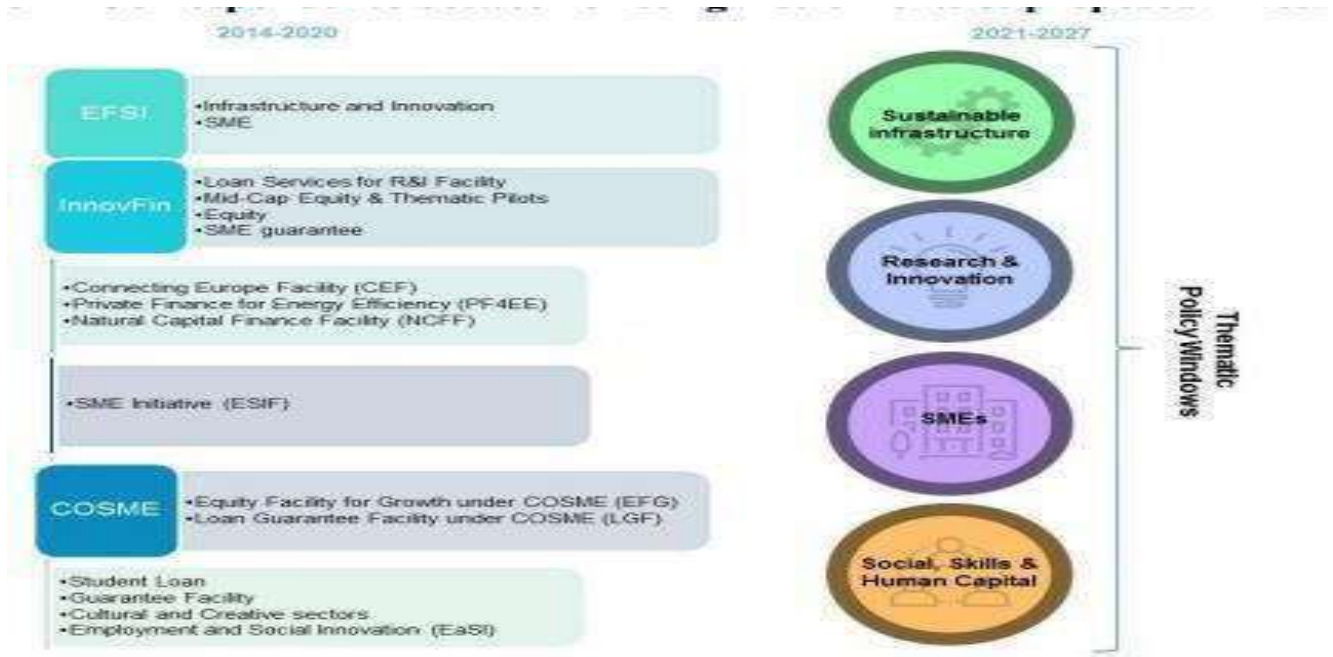 2014-2020
2021-2027
EFSI
•Infrastructure and Innovation
•SME
InnovFin
•Loan Services for R&I Facility
•Mid-Cap Equity & Thematic Pilots
•Equity
•SME guarantee
•Connecting Europe Facility (CEF)
•Private Finance for Energy Efficiency (PF4EE)
•Natural Capital Finance Facility (NCFF)
•SME Initiative (ESIF)
COSME
•Equity Facility for Growth under COSME (EFG)
•Loan Guarantee Facility under COSME (LGF)
•Student Loan
•Guarantee Facility
•Cultural and Creative sectors
•Employment and Social Innovation (EaSI)
Sustainable
infrastructure
Research &
Innovation
SMEs
Social, Skills &
Human Capital
Thematic
Policy Windows